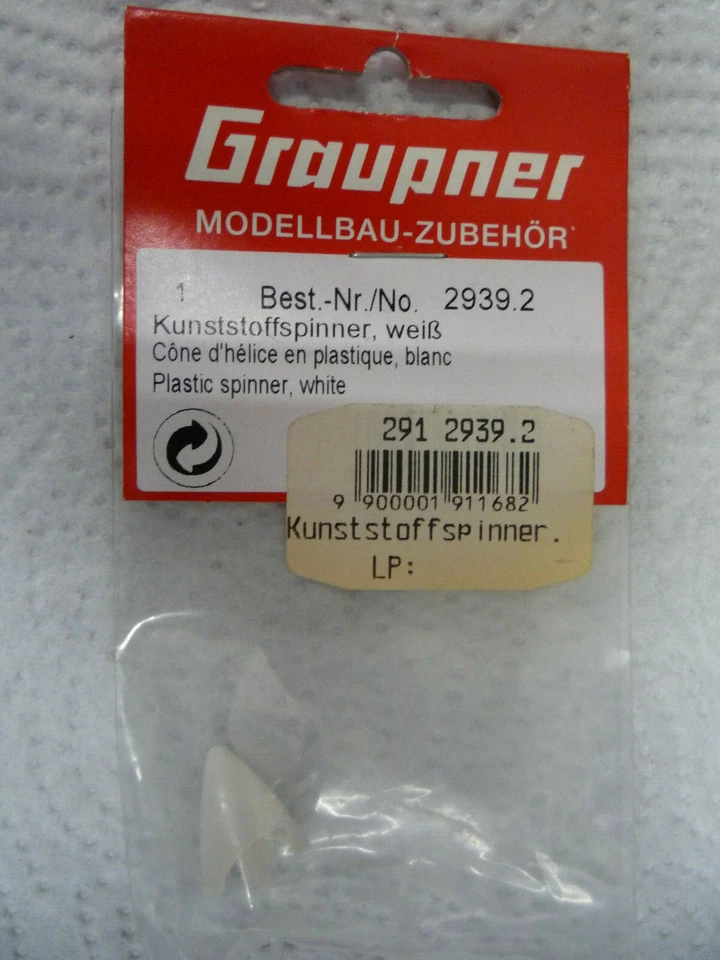 Graupner
MODELLBAU-ZUBEHÖR
1 Best.-Nr./No. 2939.2
Kunststoffspinner, weiß
Cône d'hélice en plastique, blanc
Plastic spinner, white
291 2939.2
9 900001 911682
Kunststoffspinner.
LP: